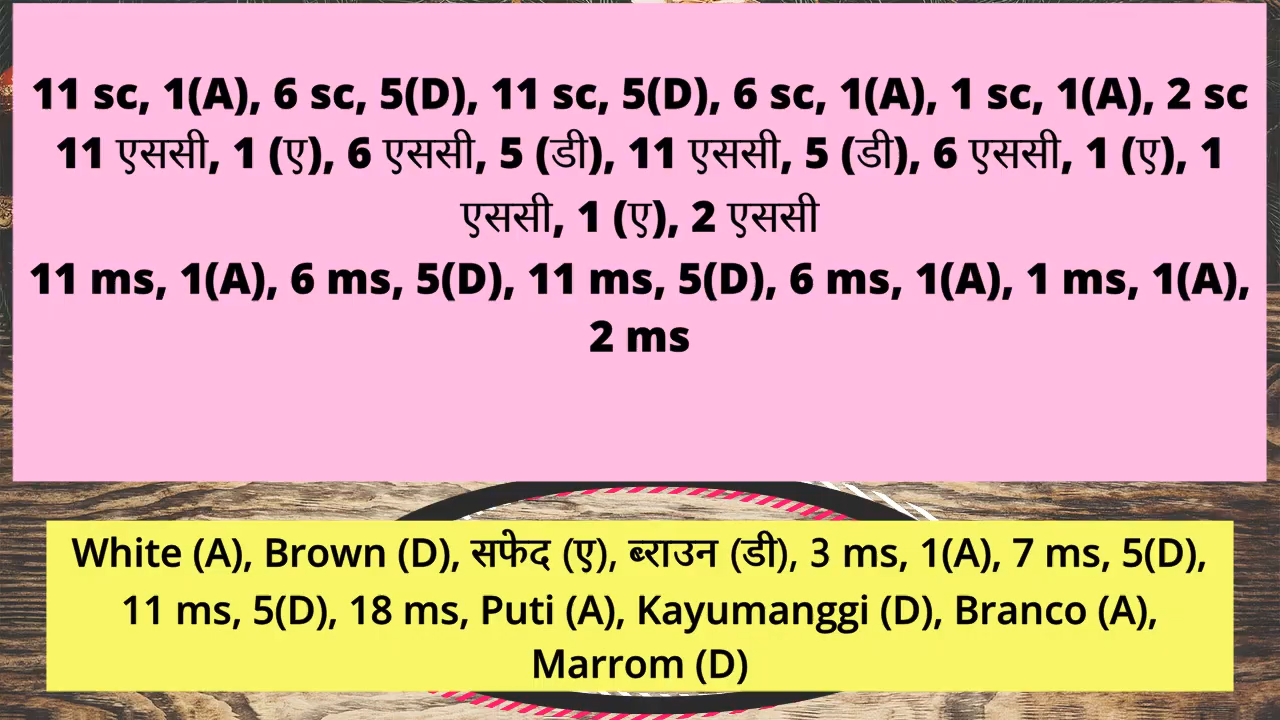 11 sc, 1(A), 6 sc, 5(D), 11 sc, 5(D), 6 sc, 1(A), 1 sc, 1(A), 2 sc
11 एससी, 1 (ए), 6 एससी, 5 (डी), 11 एससी, 5 (डी), 6 एससी, 1 (ए), 1
एससी, 1 (ए), 2 एससी
11 ms, 1(A), 6 ms, 5(D), 11 ms, 5(D), 6 ms, 1(A), 1 ms, 1(A),
2 ms
White (A), Brown (D), सफेद (ए), ब्राउन (डी), 3 ms, 1(A), 7 ms, 5(D),
11 ms, 5(D), 18 ms, Puti (A), Kayumanggi (D), Branco (A),
Marrom (D)